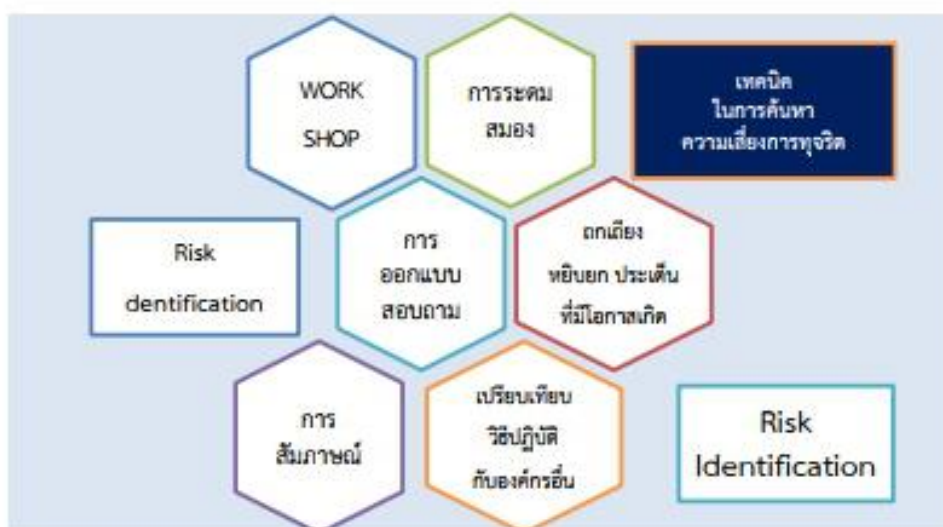 WORK
SHOP
การระดม
สมอง
เทคนิค
ในการค้นหา
ความเสี่ยงการทุจริต
Risk
dentification
การ
ออกแบบ
สอบถาม
ถกเถียง
หยิบยก ประเด็น
ที่มีโอกาสเกิด
การ
สัมภาษณ์
เปรียบเทียบ
วิธีปฏิบัติ
กับองค์กรอื่น
Risk
Identification